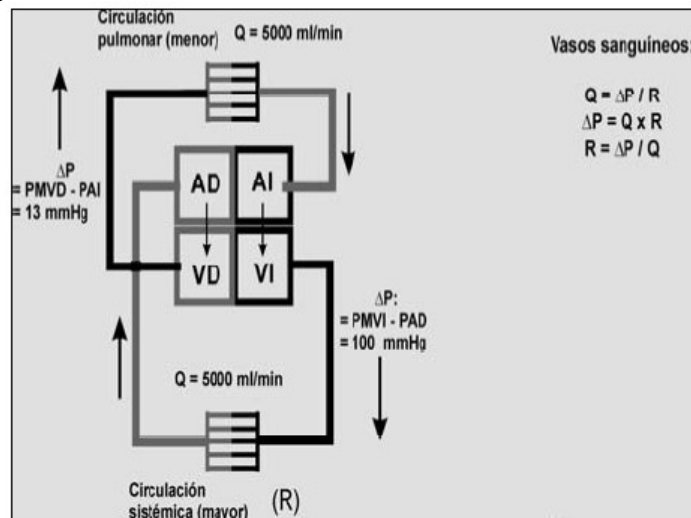 Circulación
pulmonar (menor)
Q = 5000 ml/min
Vasos sanguíneos:
Q = ΔP / R
ΔP = Q x R
R = ΔP / Q
ΔP
= PMVD - PAI
= 13 mmHg
AD
AI
VD
VI
ΔP:
= PMVI - PAD
= 100 mmHg
Q = 5000 ml/min
Circulación
sistémica (mayor)
(R)